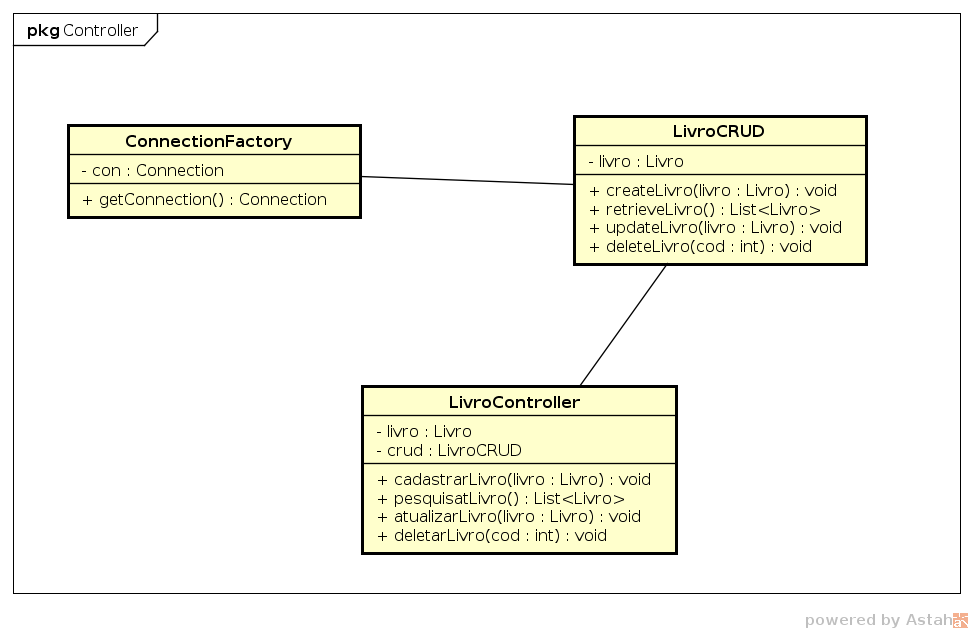 pkg Controller
ConnectionFactory
- con : Connection
+ getConnection() : Connection
LivroCRUD
- livro : Livro
+ createLivro(livro : Livro) : void
+ retrieveLivro() : List<Livro>
+ updateLivro(livro : Livro) : void
+ deleteLivro(cod : int) : void
LivroController
- livro : Livro
- crud : LivroCRUD
+ cadastrarLivro(livro : Livro) : void
+ pesquisatLivro() : List<Livro>
+ atualizarLivro(livro : Livro) : void
+ deletarLivro(cod : int) : void
powered by Astah